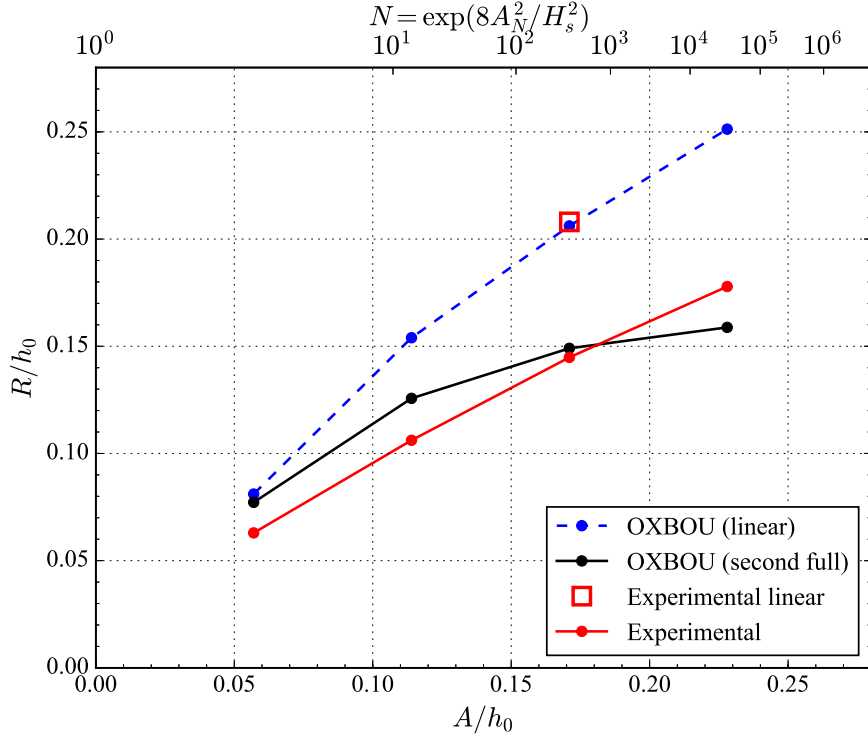 N = exp(8A_N^2/H_s^2)
10^0 10^1 10^2 10^3 10^4 10^5 10^6
R/h_0
0.25
0.20
0.15
0.10
0.05
0.00
OXBOU (linear)
OXBOU (second full)
Experimental linear
Experimental
0.00 0.05 0.10 0.15 0.20 0.25
A/h_0